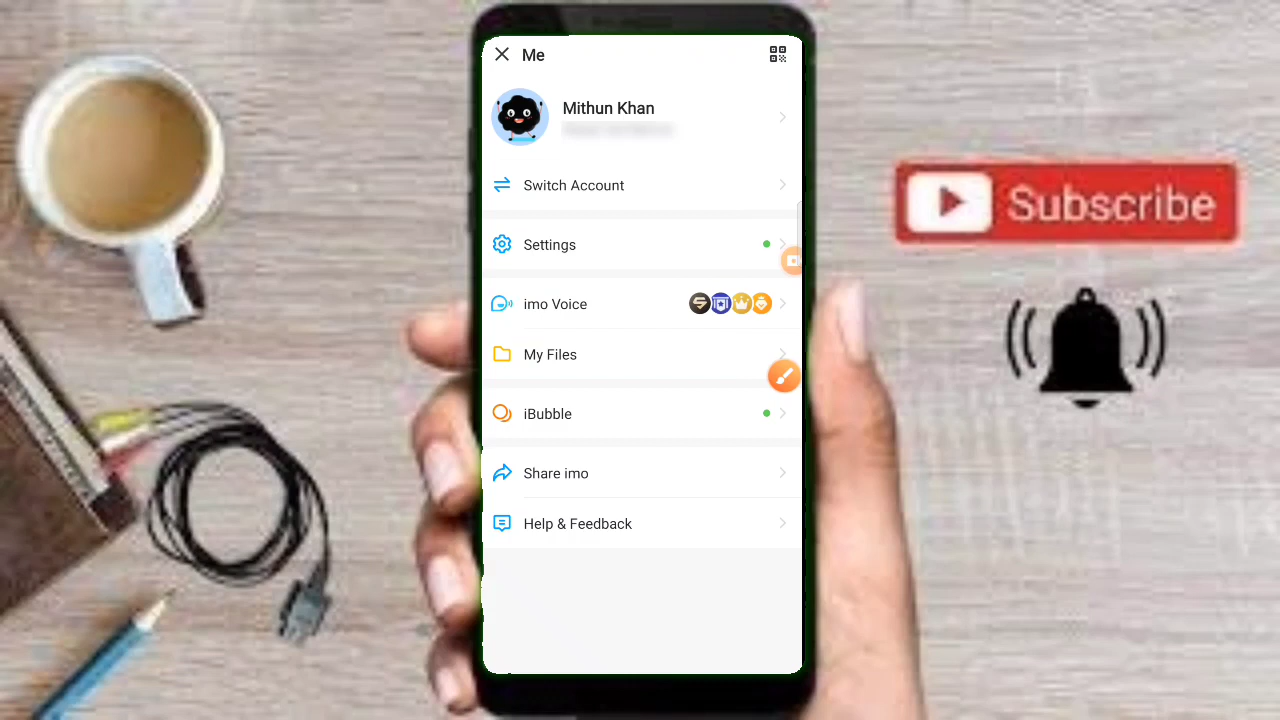 Me
Mithun Khan
Switch Account
Settings
imo Voice
My Files
iBubble
Share imo
Help & Feedback
Subscribe